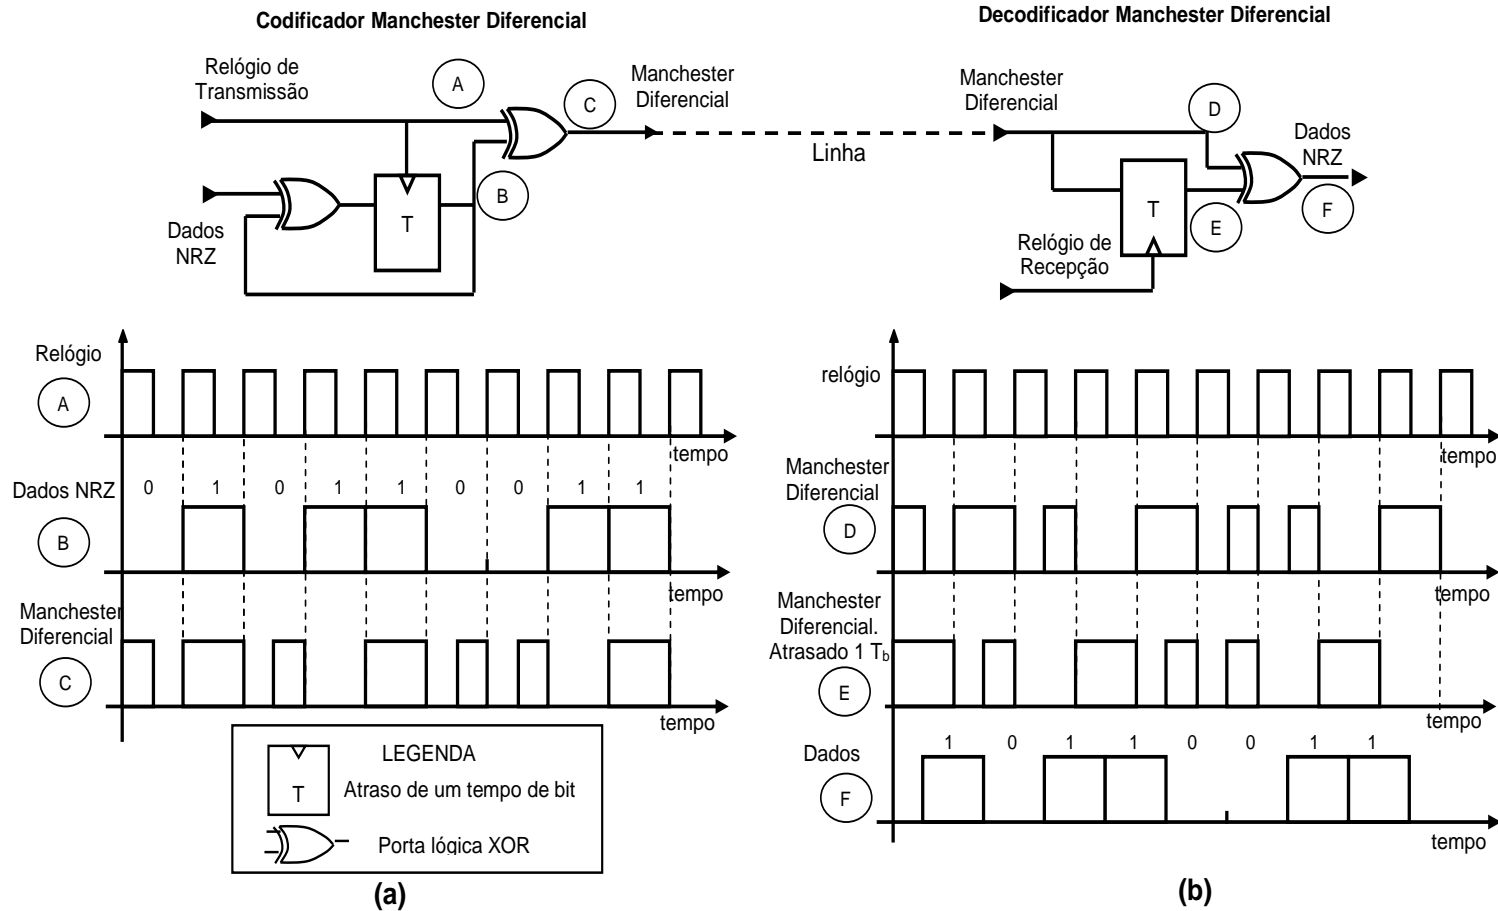 Codificador Manchester Diferencial
Relógio de
Transmissão
A
C
Manchester
Diferencial
B
T
Dados
NRZ
Linha
Decodificador Manchester Diferencial
Manchester
Diferencial
D
Dados
NRZ
T
E
F
Relógio de
Recepção
Relógio
A
tempo
Dados NRZ
0 1 0 1 1 0 0 1 1
B
tempo
Manchester
Diferencial
C
tempo
LEGENDA
T
Atraso de um tempo de bit
Porta lógica XOR
(a)
relógio
tempo
Manchester
Diferencial
D
tempo
Manchester
Diferencial.
Atrasado 1 Tb
E
tempo
1 0 1 1 0 0 1 1
Dados
F
tempo
(b)